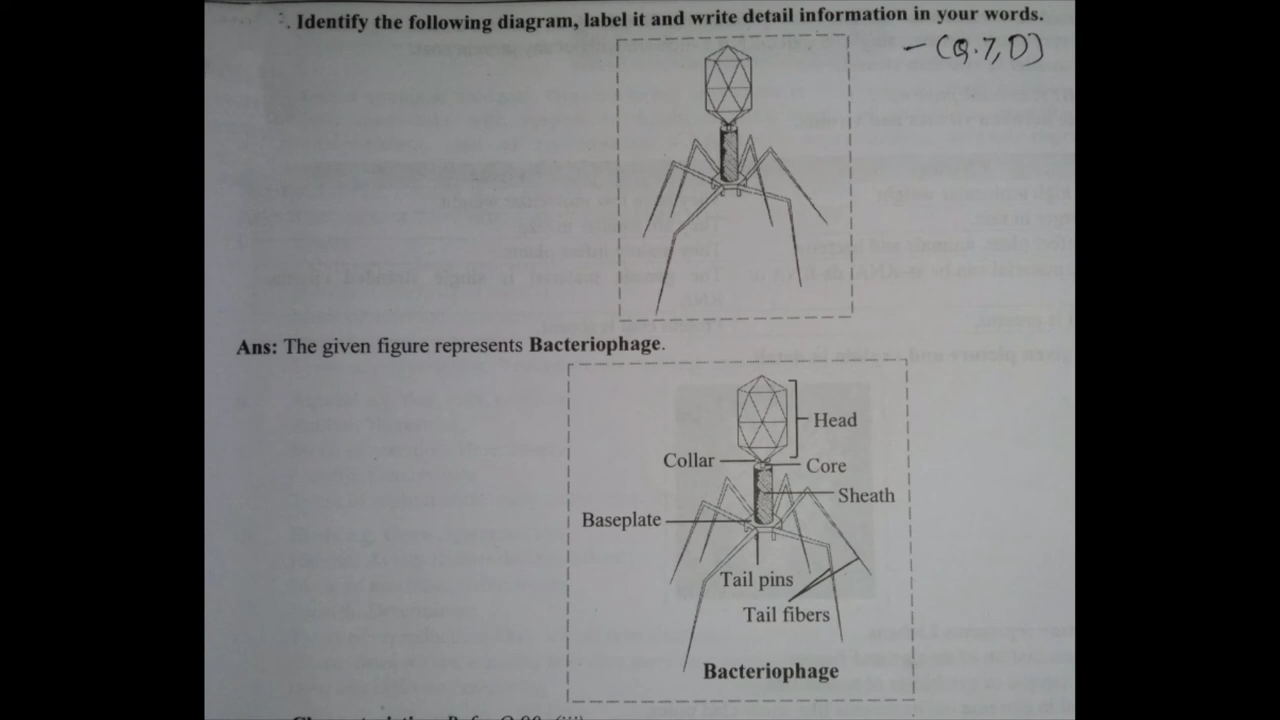 . Identify the following diagram, label it and write detail information in your words.
– (Q.7, D)
Ans: The given figure represents Bacteriophage.
Head
Collar
Core
Sheath
Baseplate
Tail pins
Tail fibers
Bacteriophage